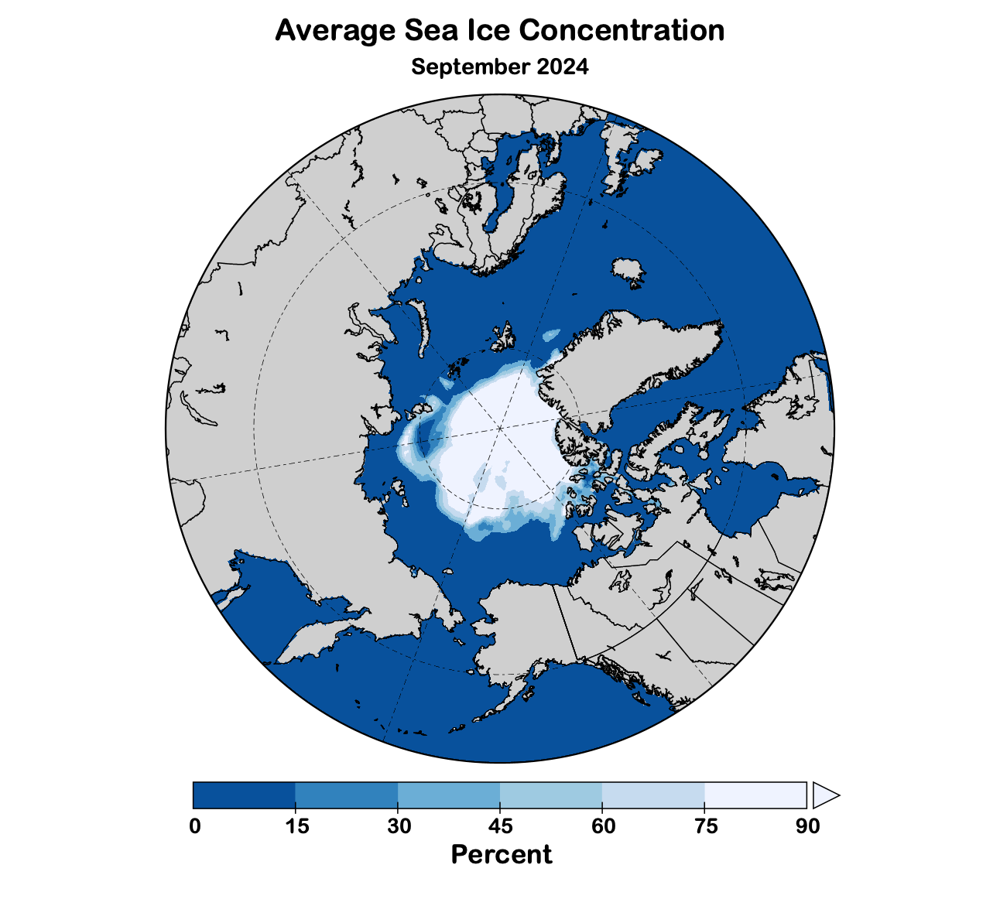 Average Sea Ice Concentration
September 2024
0 15 30 45 60 75 90
Percent